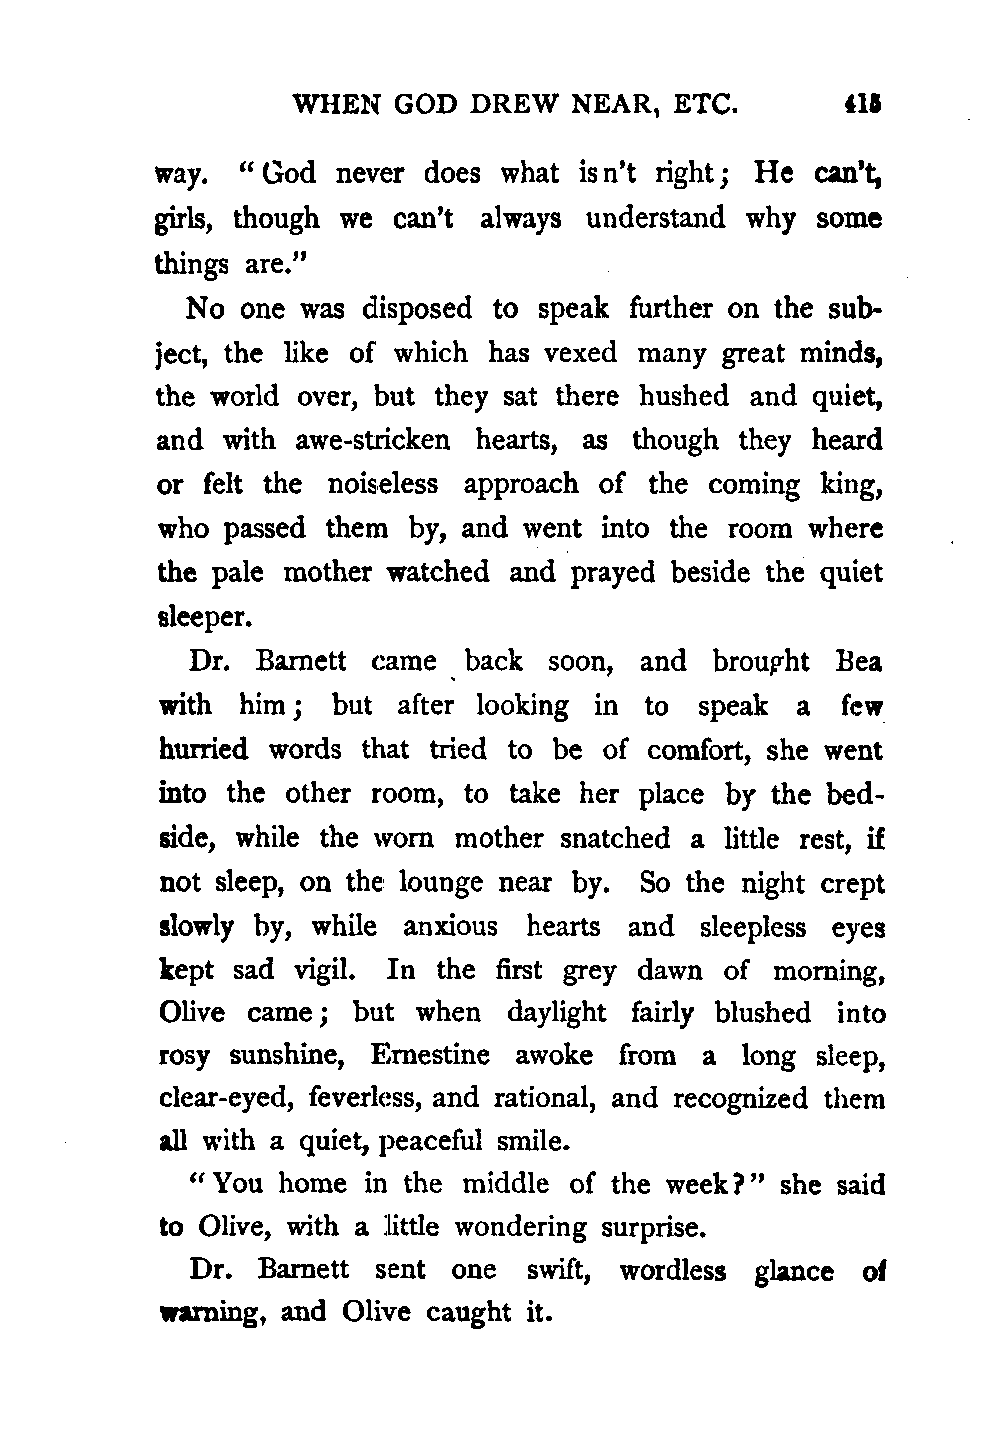 WHEN GOD DREW NEAR, ETC. 415
way. "God never does what isn't right; He can't,
girls, though we can't always understand why some
things are."
No one was disposed to speak further on the sub-
ject, the like of which has vexed many great minds,
the world over, but they sat there hushed and quiet,
and with awe-stricken hearts, as though they heard
or felt the noiseless approach of the coming king,
who passed them by, and went into the room where
the pale mother watched and prayed beside the quiet
sleeper.
Dr. Barnett came back soon, and brought Bea
with him; but after looking in to speak a few
hurried words that tried to be of comfort, she went
into the other room, to take her place by the bed-
side, while the worn mother snatched a little rest, if
not sleep, on the lounge near by. So the night crept
slowly by, while anxious hearts and sleepless eyes
kept sad vigil. In the first grey dawn of morning,
Olive came; but when daylight fairly blushed into
rosy sunshine, Ernestine awoke from a long sleep,
clear-eyed, feverless, and rational, and recognized them
all with a quiet, peaceful smile.
"You home in the middle of the week?" she said
to Olive, with a little wondering surprise.
Dr. Barnett sent one swift, wordless glance of
warning, and Olive caught it.